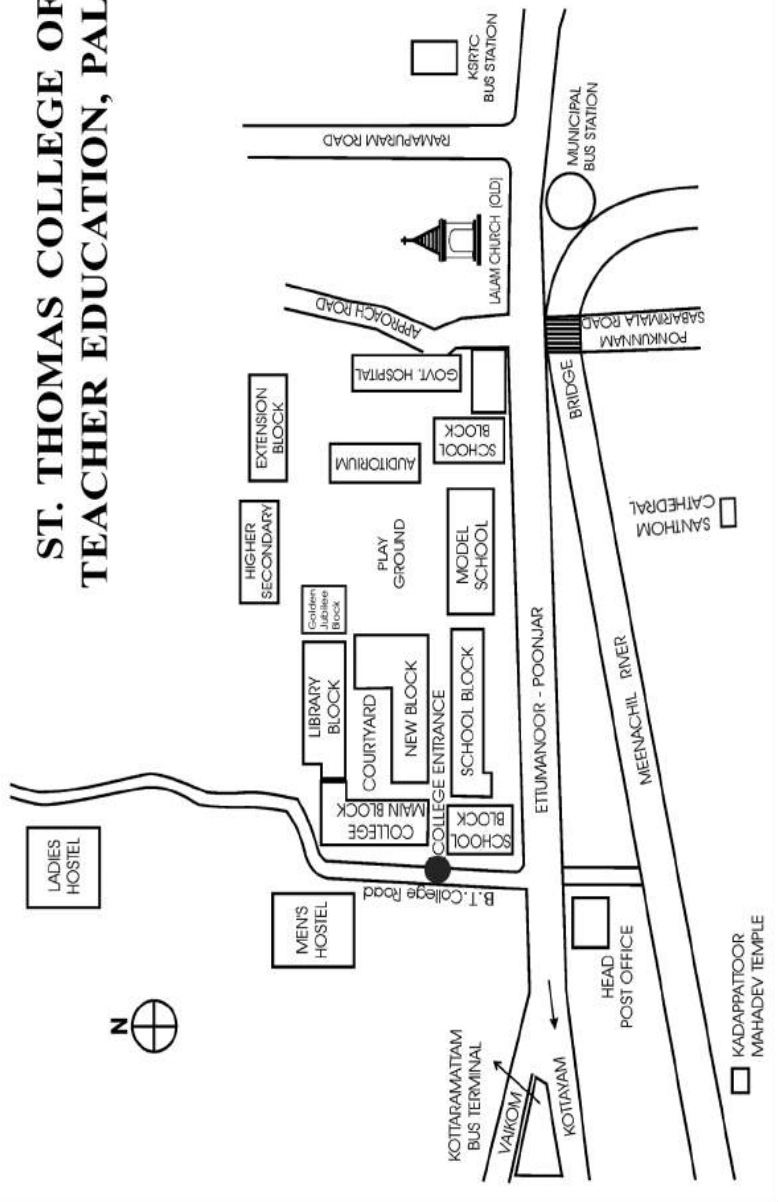 ST. THOMAS COLLEGE OF
TEACHER EDUCATION, PAL
N
LADIES
HOSTEL
MEN'S
HOSTEL
B.T. College Road
COLLEGE ENTRANCE
COLLEGE
MAIN BLOCK
LIBRARY
BLOCK
COURTYARD
NEW BLOCK
Golden
Jubilee
Block
HIGHER
SECONDARY
EXTENSION
BLOCK
PLAY
GROUND
AUDITORIUM
SCHOOL
BLOCK
SCHOOL BLOCK
MODEL
SCHOOL
SCHOOL
BLOCK
GOVT. HOSPITAL
APPROACH ROAD
LALAM CHURCH (OLD)
RAMAPURAM ROAD
KSRTC
BUS STATION
MUNICIPAL
BUS STATION
ETTUMANOOR - POONJAR
BRIDGE
PONKUNNAM
SABARIMALA ROAD
KOTTARAMATTAM
BUS TERMINAL
VAIKOM
KOTTAYAM
HEAD
POST OFFICE
MEENACHIL RIVER
SANTHOM
CATHEDRAL
KADAPPATTOOR
MAHADEV TEMPLE